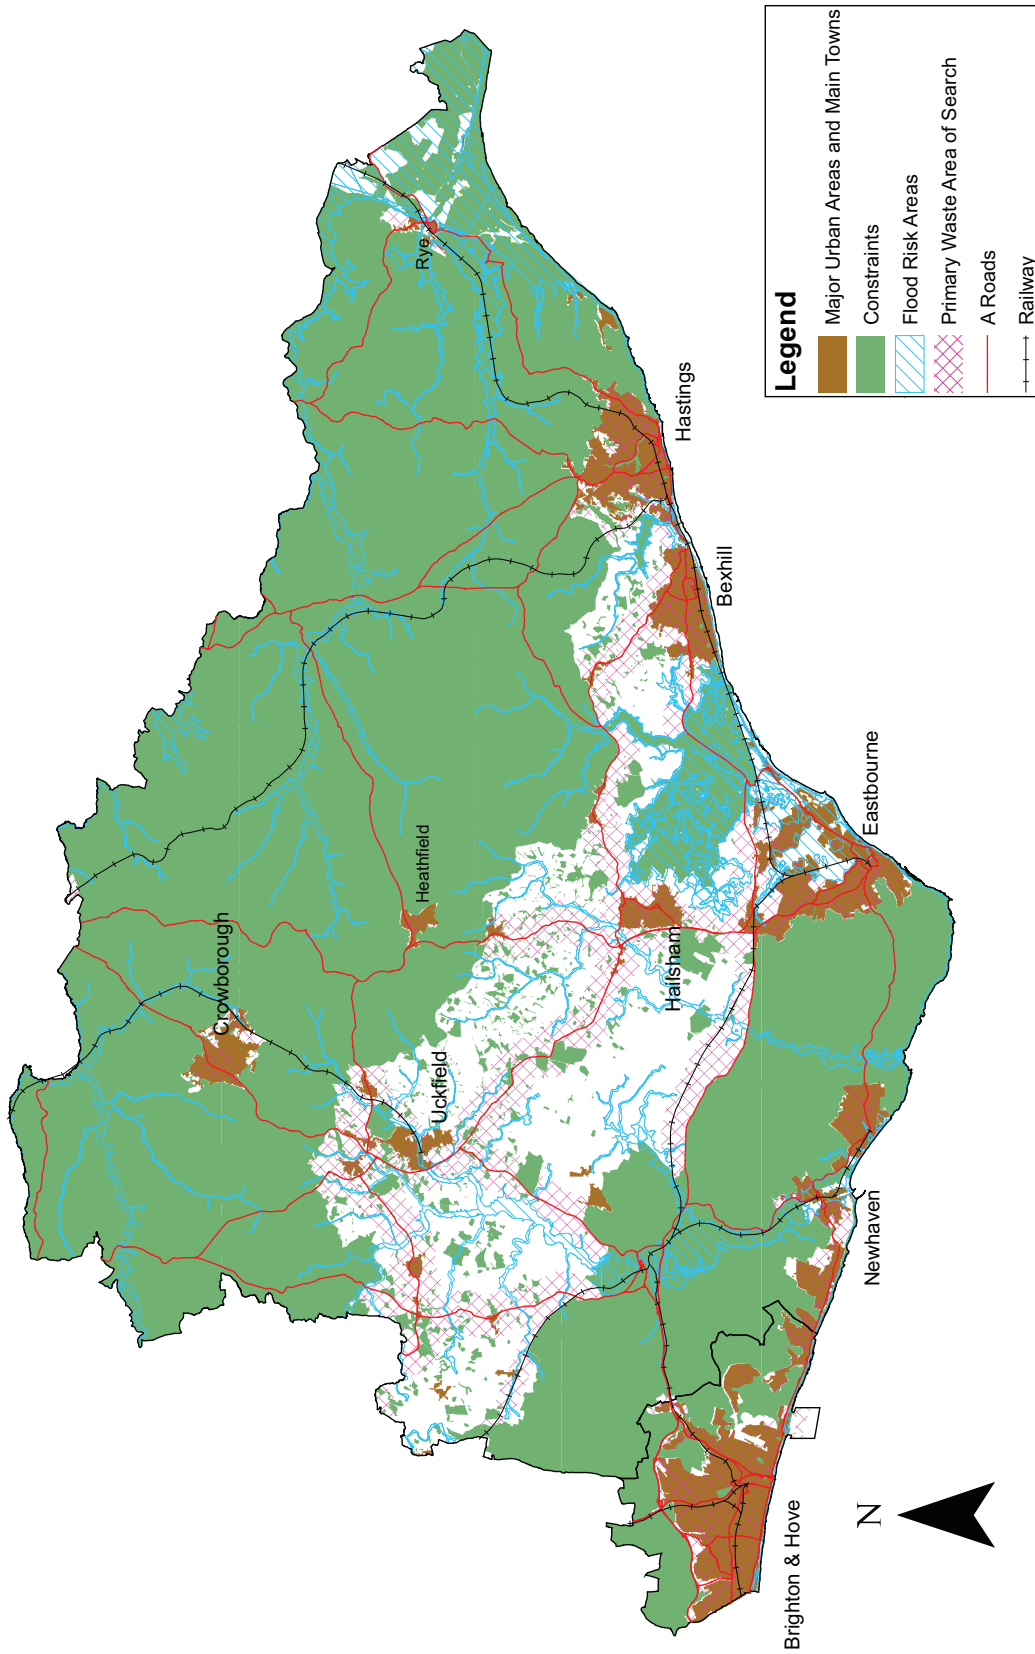 Rye
Hastings
Bexhill
Crowborough
Heathfield
Uckfield
Hailsham
Eastbourne
Newhaven
Brighton & Hove
N
Legend
Major Urban Areas and Main Towns
Constraints
Flood Risk Areas
Primary Waste Area of Search
A Roads
Railway